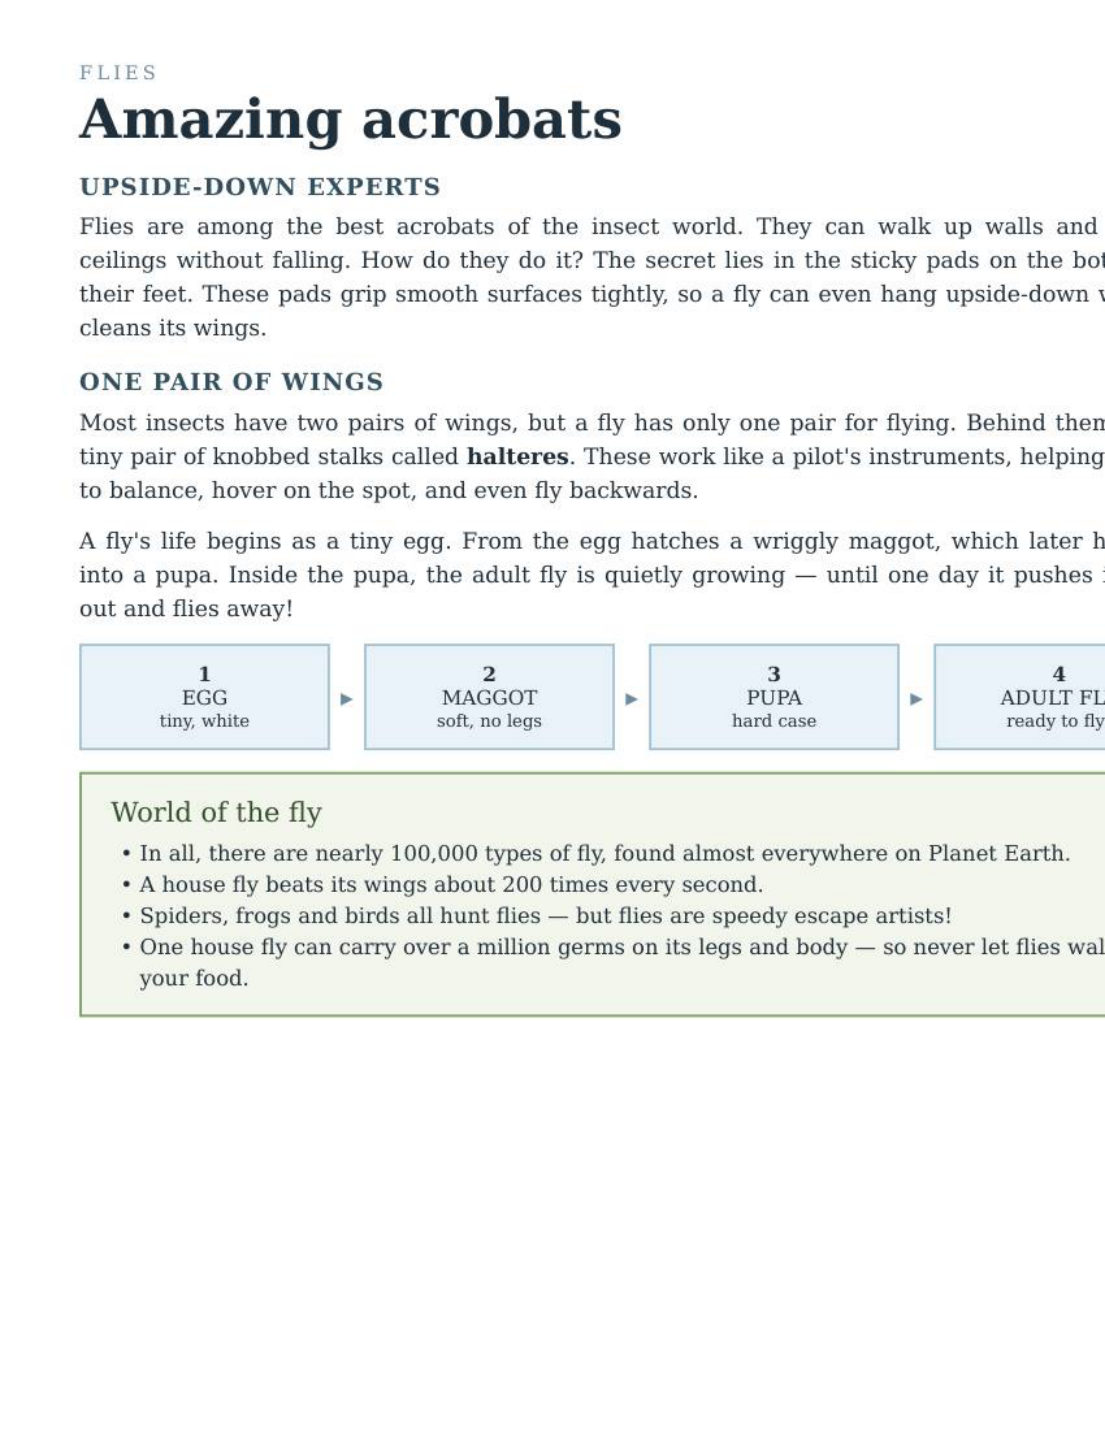 FLIES
Amazing acrobats
UPSIDE-DOWN EXPERTS
Flies are among the best acrobats of the insect world. They can walk up walls and
ceilings without falling. How do they do it? The secret lies in the sticky pads on the
their feet. These pads grip smooth surfaces tightly, so a fly can even hang upside-down
cleans its wings.
ONE PAIR OF WINGS
Most insects have two pairs of wings, but a fly has only one pair for flying. Behind
tiny pair of knobbed stalks called halteres. These work like a pilot's instruments, helping
to balance, hover on the spot, and even fly backwards.
A fly's life begins as a tiny egg. From the egg hatches a wriggly maggot, which later
into a pupa. Inside the pupa, the adult fly is quietly growing — until one day it pushes
out and flies away!
1
EGG
tiny, white
▶
2
MAGGOT
soft, no legs
▶
3
PUPA
hard case
▶
4
ADULT
ready to fly
World of the fly
• In all, there are nearly 100,000 types of fly, found almost everywhere on Planet Earth.
• A house fly beats its wings about 200 times every second.
• Spiders, frogs and birds all hunt flies — but flies are speedy escape artists!
• One house fly can carry over a million germs on its legs and body — so never let flies
your food.